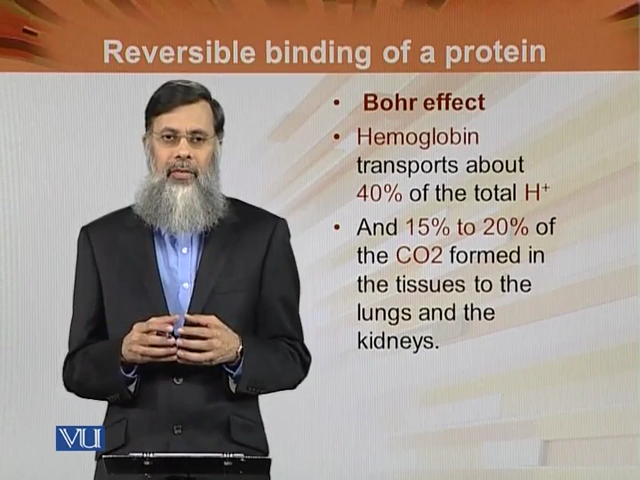 Reversible binding of a protein
• Bohr effect
• Hemoglobin
transports about
40% of the total H⁺
• And 15% to 20% of
the CO2 formed in
the tissues to the
lungs and the
kidneys.
VU